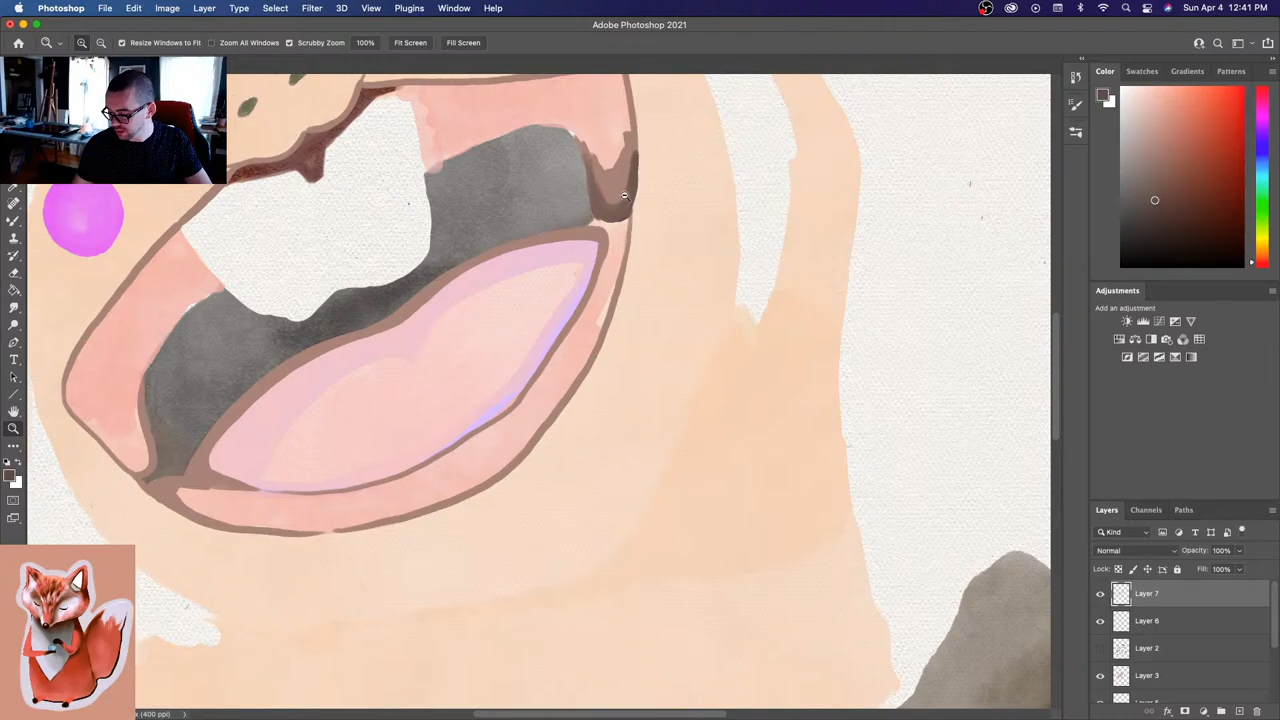 Photoshop File Edit Image Layer Type Select Filter 3D View Plugins Window Help Sun Apr 4 12:41 PM
Adobe Photoshop 2021
Resize Windows to Fit Zoom All Windows Scrubby Zoom 100% Fit Screen Fill Screen
Color Swatches Gradients Patterns
Adjustments
Add an adjustment
Layers Channels Paths
Kind
Normal Opacity: 100%
Lock: Fill: 100%
Layer 7
Layer 6
Layer 2
Layer 3
(400 ppi)